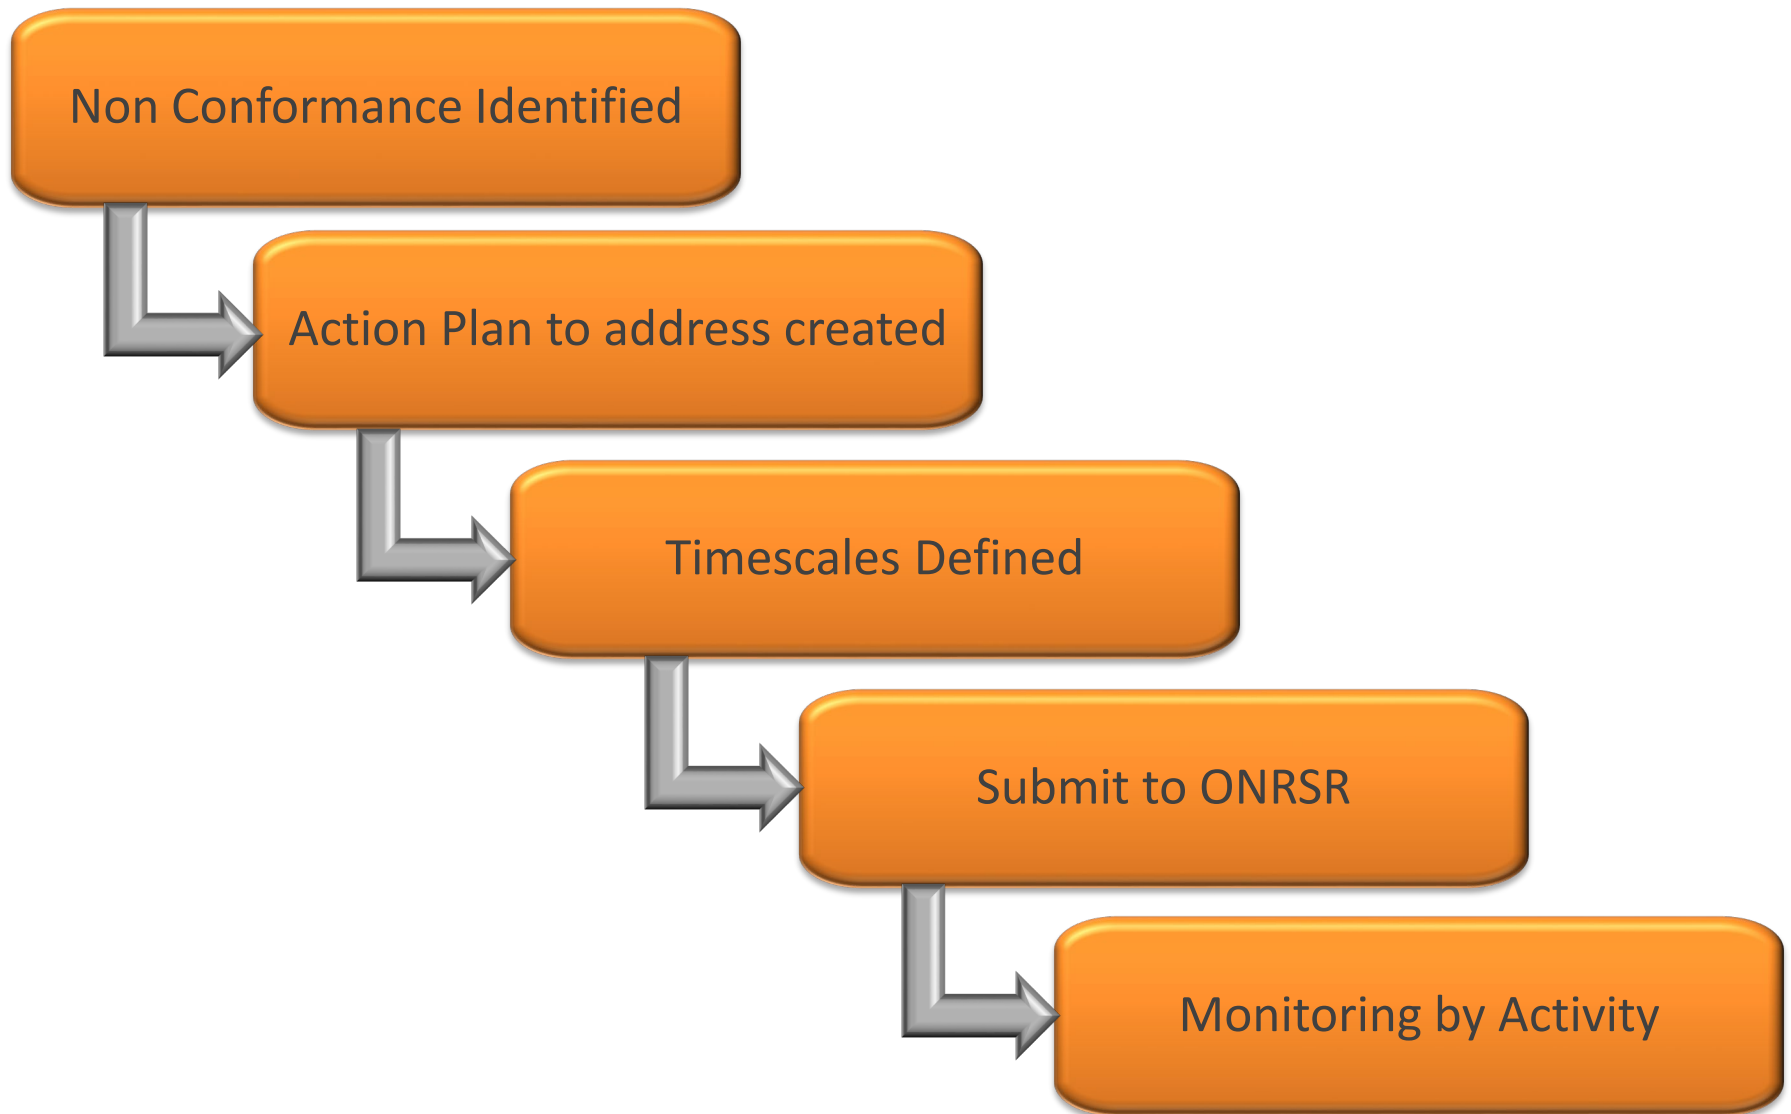 Non Conformance Identified
Action Plan to address created
Timescales Defined
Submit to ONRSR
Monitoring by Activity